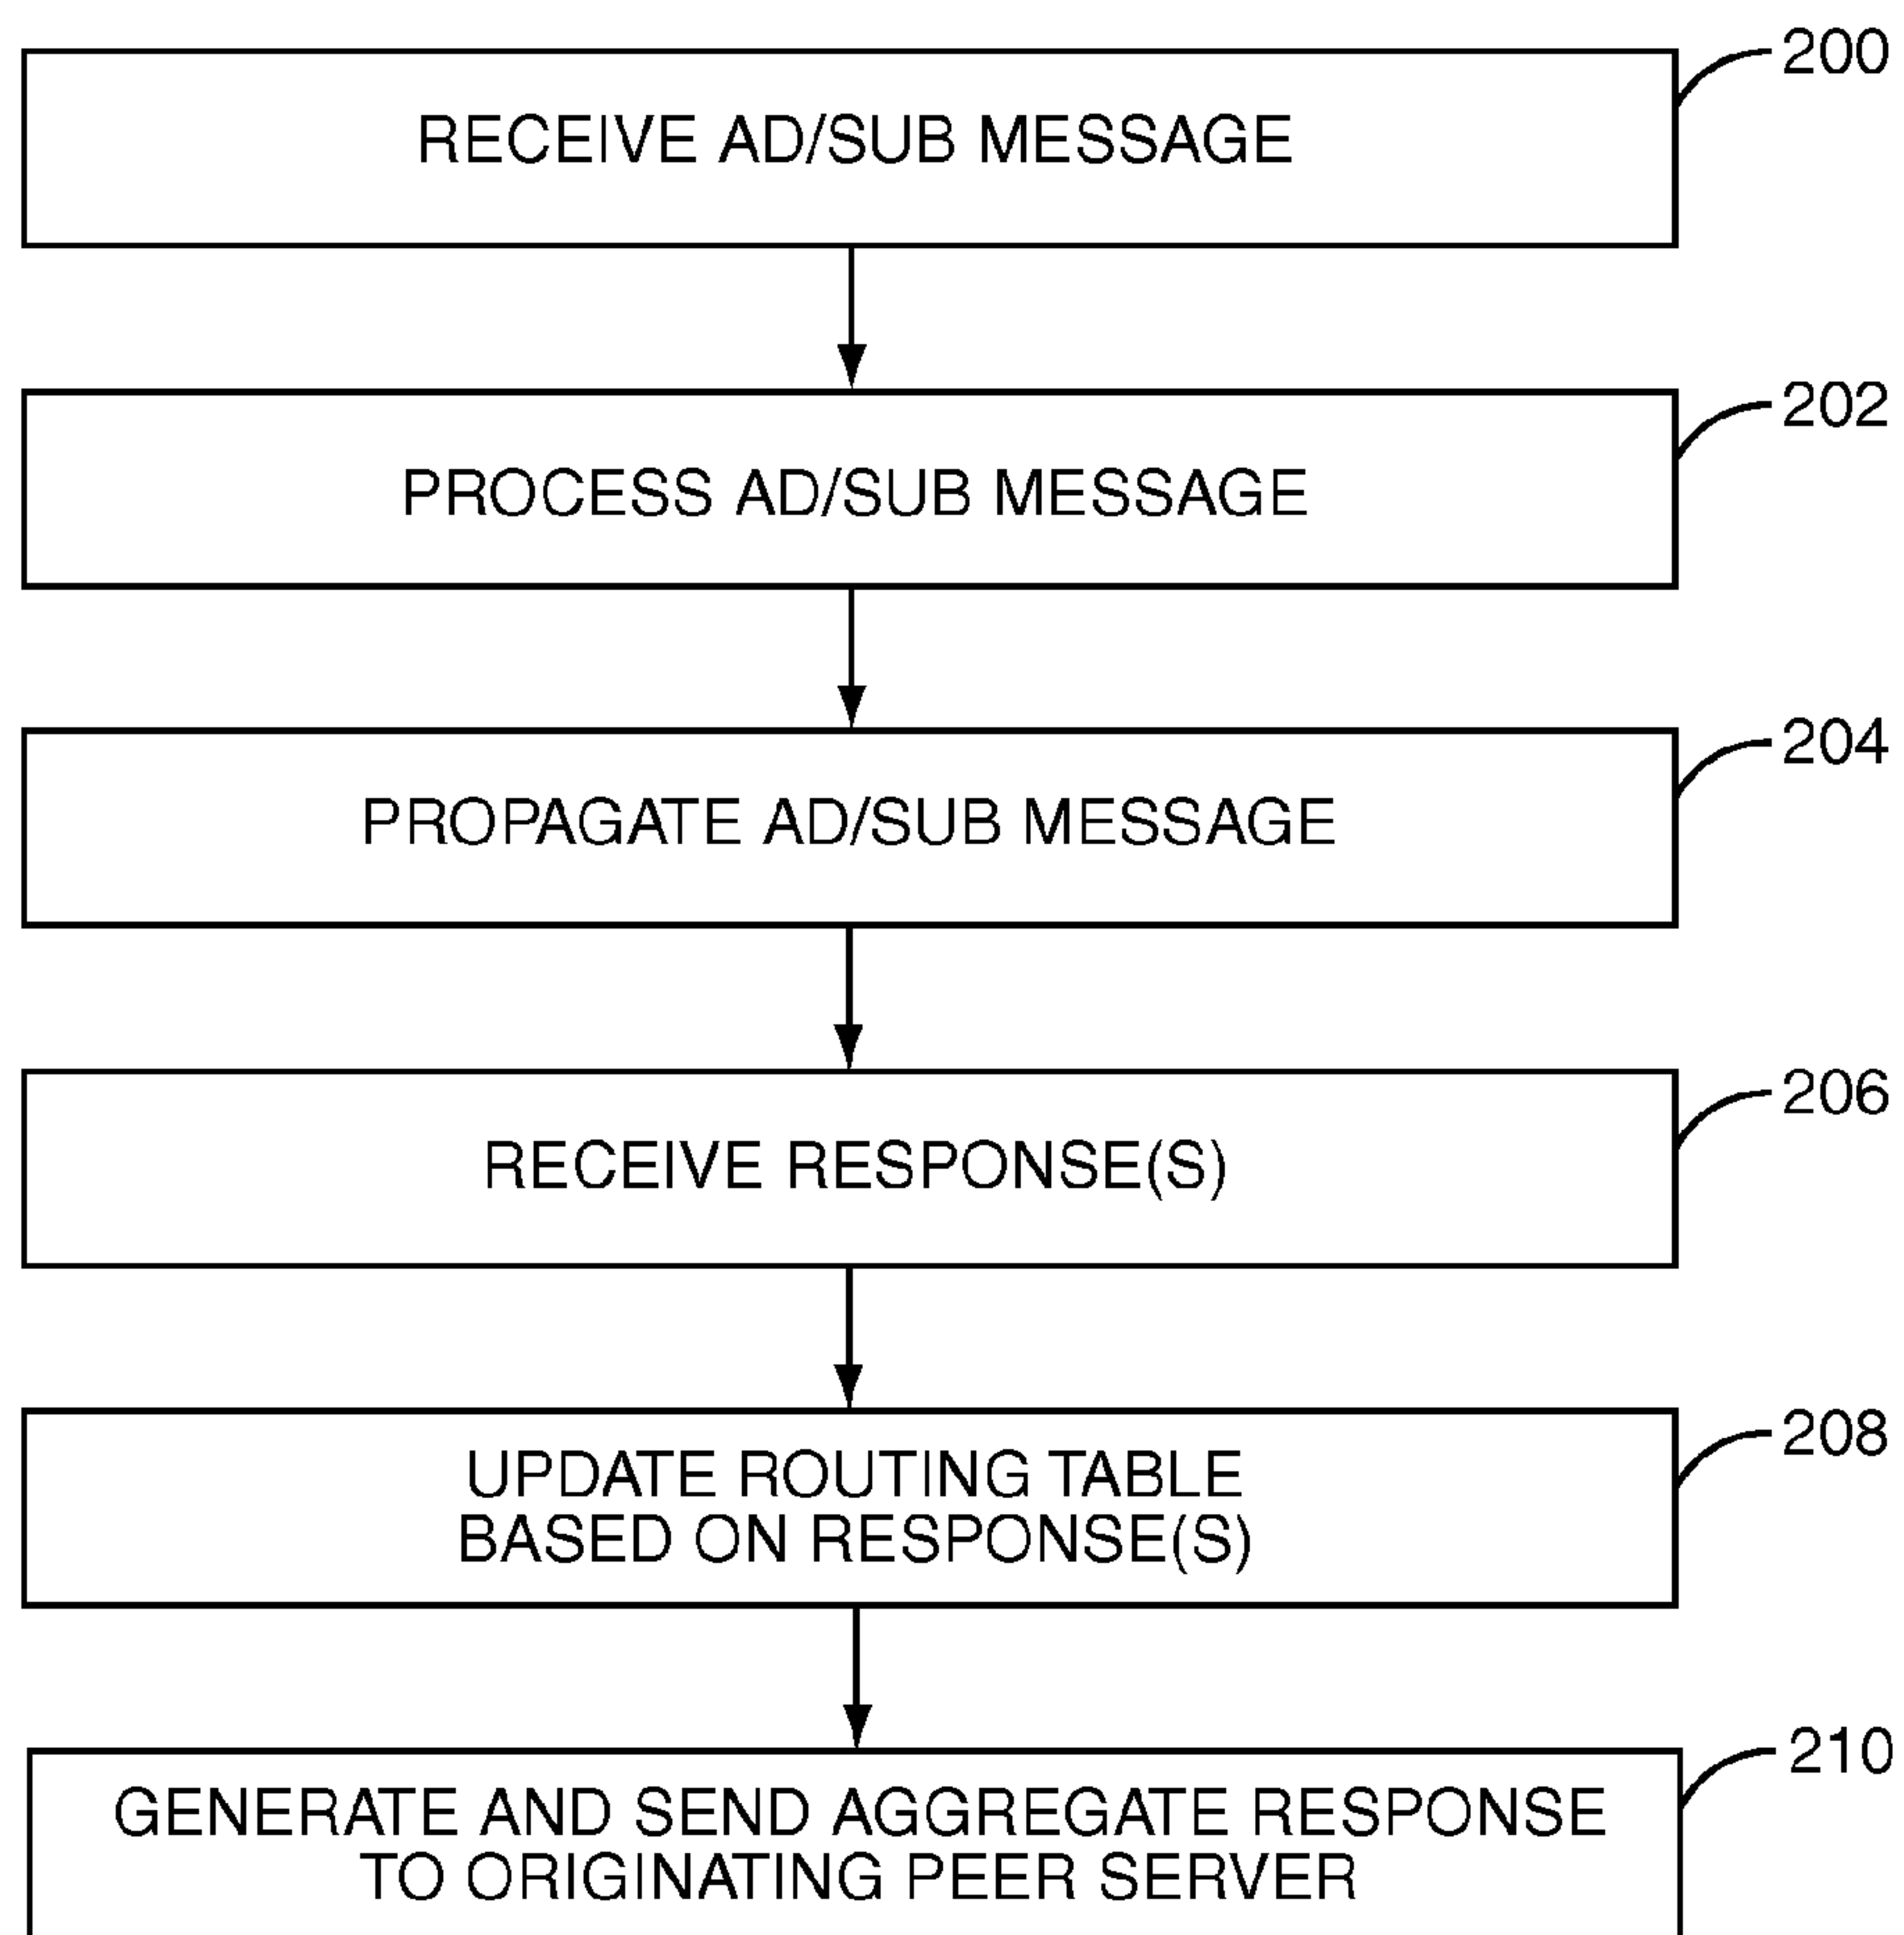 200
RECEIVE AD/SUB MESSAGE
202
PROCESS AD/SUB MESSAGE
204
PROPAGATE AD/SUB MESSAGE
206
RECEIVE RESPONSE(S)
208
UPDATE ROUTING TABLE
BASED ON RESPONSE(S)
210
GENERATE AND SEND AGGREGATE RESPONSE
TO ORIGINATING PEER SERVER